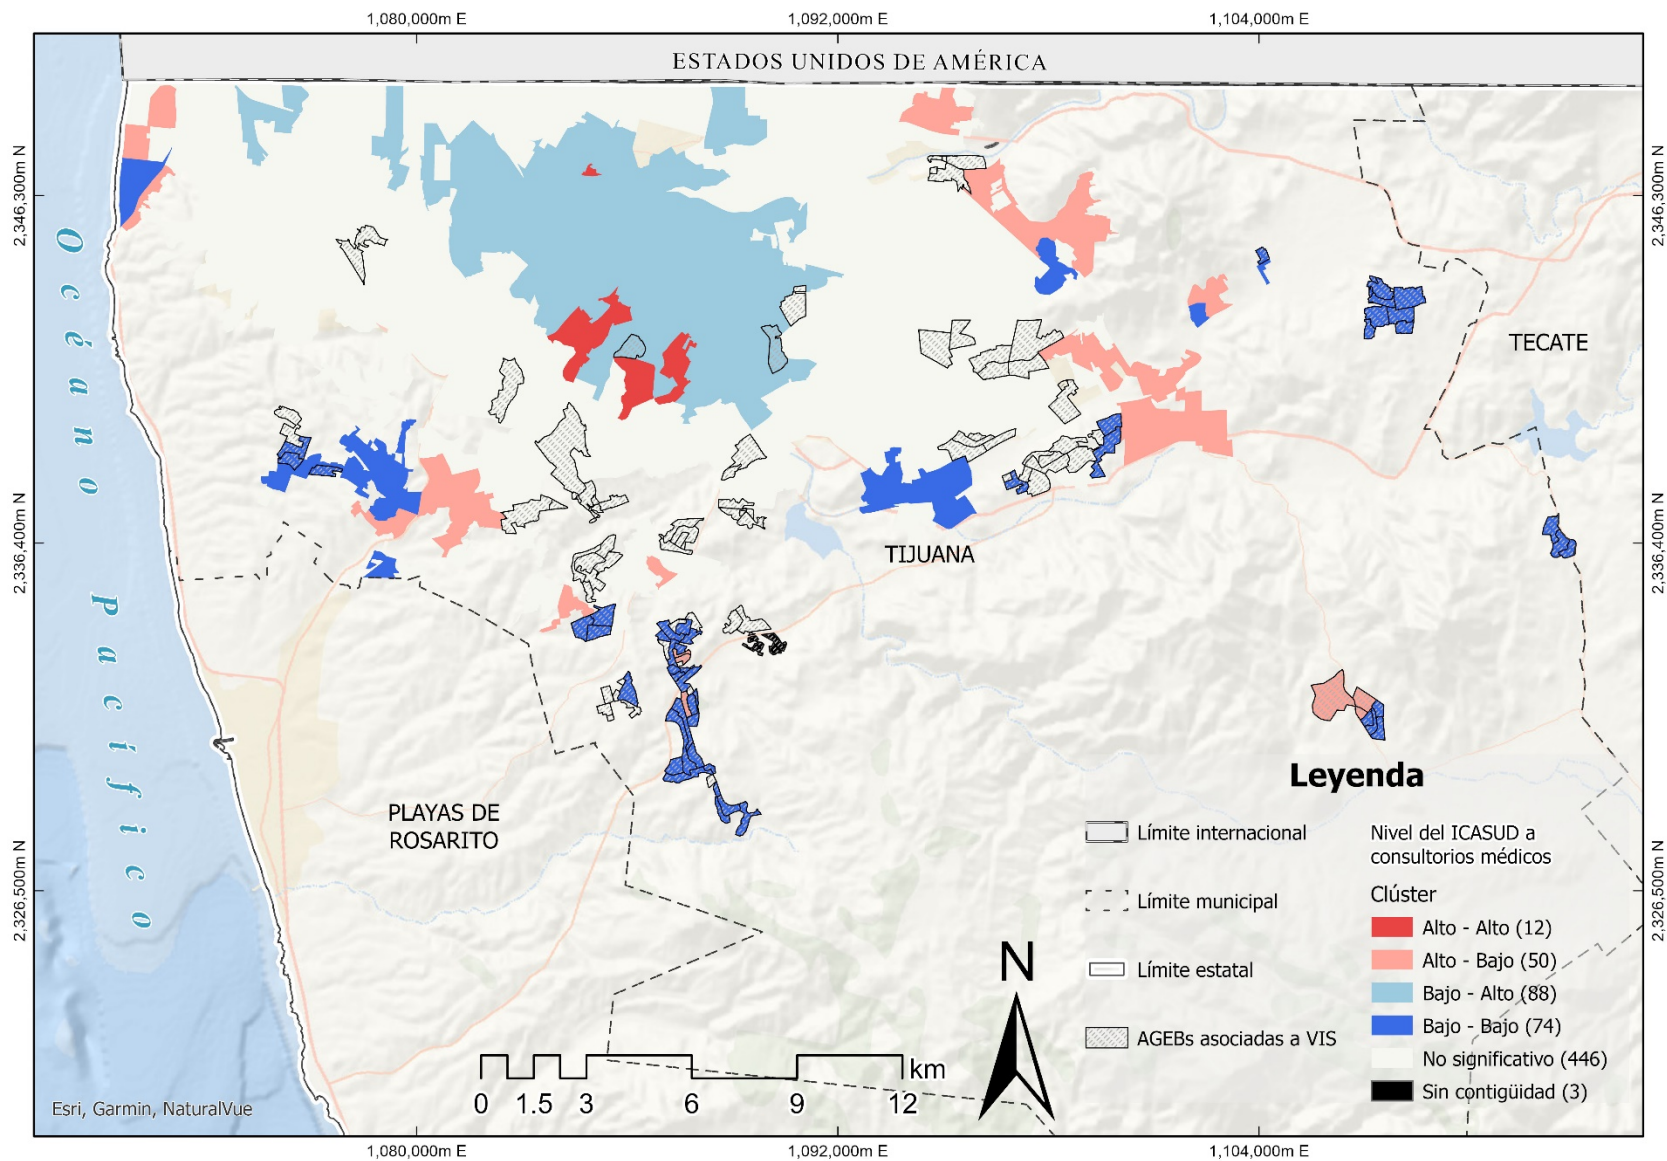 1,080,000m E
1,092,000m E
1,104,000m E
ESTADOS UNIDOS DE AMÉRICA
2,346,300m N
2,346,300m N
Océano Pacífico
TECATE
2,336,400m N
2,336,400m N
TIJUANA
Leyenda
PLAYAS DE
ROSARITO
Límite internacional
Límite municipal
Límite estatal
AGEBs asociadas a VIS
Nivel del ICASUD a
consultorios médicos
Clúster
Alto - Alto (12)
Alto - Bajo (50)
Bajo - Alto (88)
Bajo - Bajo (74)
No significativo (446)
Sin contigüidad (3)
2,326,500m N
2,326,500m N
N
km
0 1.5 3 6 9 12
Esri, Garmin, NaturalVue
1,080,000m E
1,092,000m E
1,104,000m E